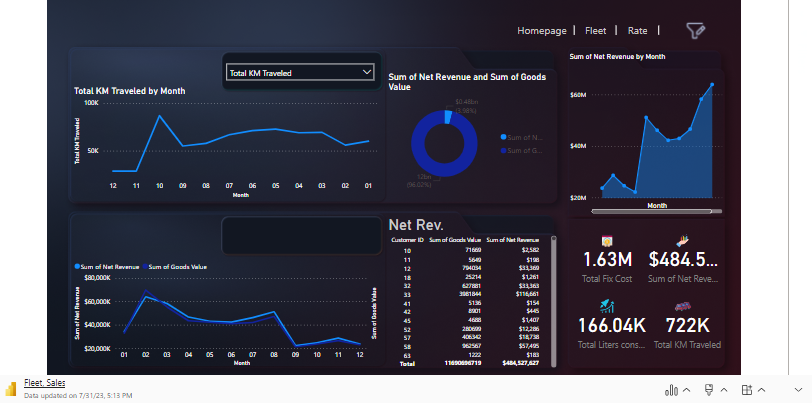 Homepage | Fleet | Rate |
Total KM Traveled
Total KM Traveled by Month
100K
50K
Total KM Traveled
12 11 10 09 08 07 06 05 04 03 02 01
Month
Sum of Net Revenue and Sum of Goods
Value
$0.48bn
(3.98%)
12bn
(96.02%)
Sum of N...
Sum of G...
Sum of Net Revenue by Month
$60M
$40M
$20M
Month
Sum of Net Revenue Sum of Goods Value
$80,000K
$60,000K
$40,000K
$20,000K
Sum of Net Revenue
Sum of Goods Value
01 02 03 04 05 06 07 08 09 10 11 12
Month
Net Rev.
Customer ID Sum of Goods Value Sum of Net Revenue
10 71669 $2,582
11 5649 $198
12 794034 $33,369
18 25214 $1,261
32 627881 $33,363
33 3981844 $116,661
41 5136 $154
42 8901 $445
45 4688 $1,407
52 280699 $12,286
57 406342 $18,738
58 962567 $57,495
63 1222 $183
Total 11690696719 $484,527,627
1.63M
Total Fix Cost
$484.5...
Sum of Net Reve...
166.04K
Total Liters cons...
722K
Total KM Traveled
Fleet, Sales
Data updated on 7/31/23, 5:13 PM